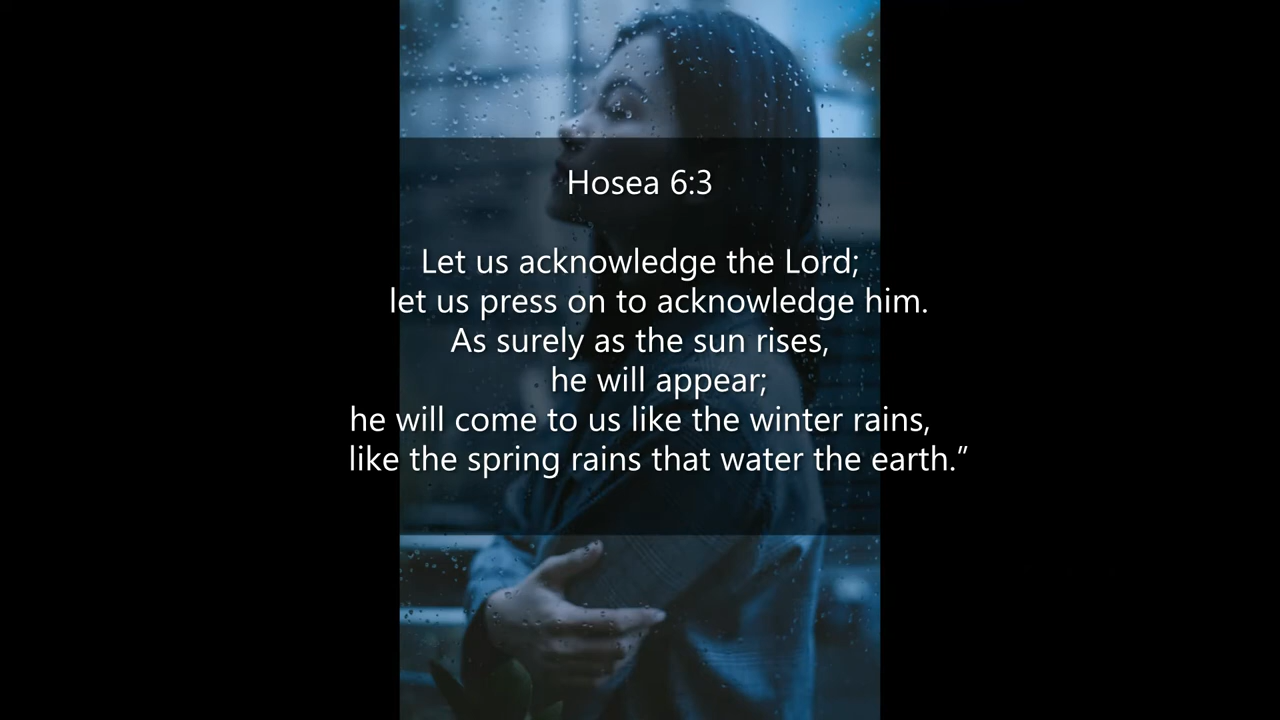 Hosea 6:3
Let us acknowledge the Lord;
let us press on to acknowledge him.
As surely as the sun rises,
he will appear;
he will come to us like the winter rains,
like the spring rains that water the earth.”